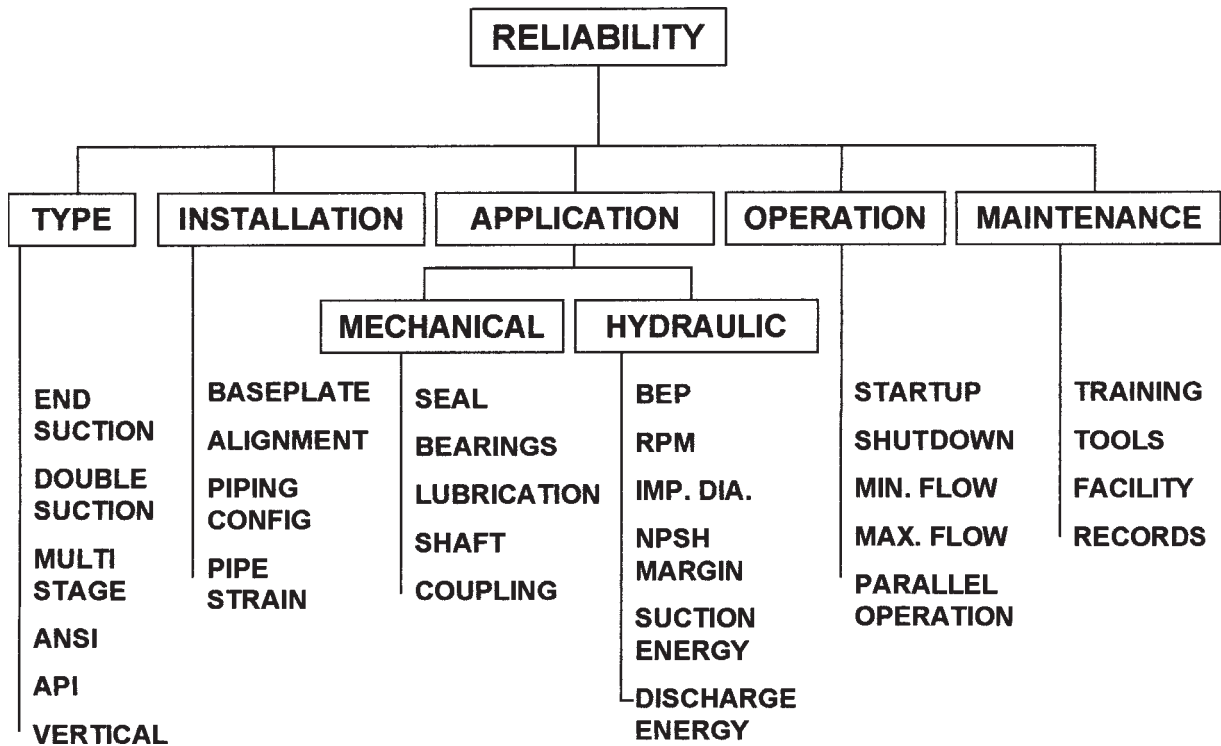 RELIABILITY
TYPE
INSTALLATION
APPLICATION
OPERATION
MAINTENANCE
MECHANICAL
HYDRAULIC
END
SUCTION
DOUBLE
SUCTION
MULTI
STAGE
ANSI
API
VERTICAL
BASEPLATE
ALIGNMENT
PIPING
CONFIG
PIPE
STRAIN
SEAL
BEARINGS
LUBRICATION
SHAFT
COUPLING
BEP
RPM
IMP. DIA.
NPSH
MARGIN
SUCTION
ENERGY
DISCHARGE
ENERGY
STARTUP
SHUTDOWN
MIN. FLOW
MAX. FLOW
PARALLEL
OPERATION
TRAINING
TOOLS
FACILITY
RECORDS